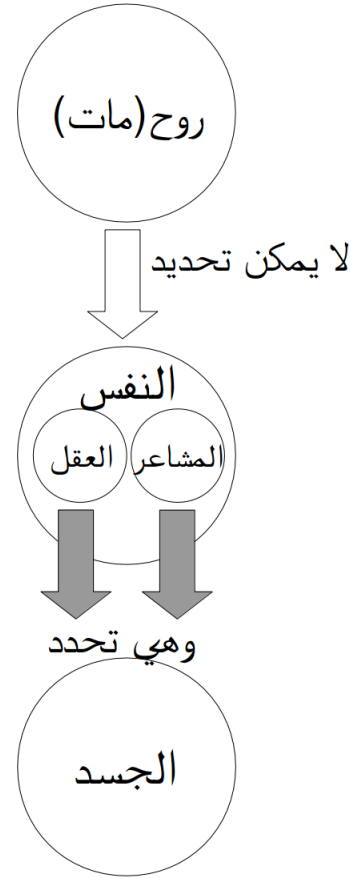 روح(مات)
لا يمكن تحديد
النفس
المشاعر
العقل
وهي تحدد
الجسد